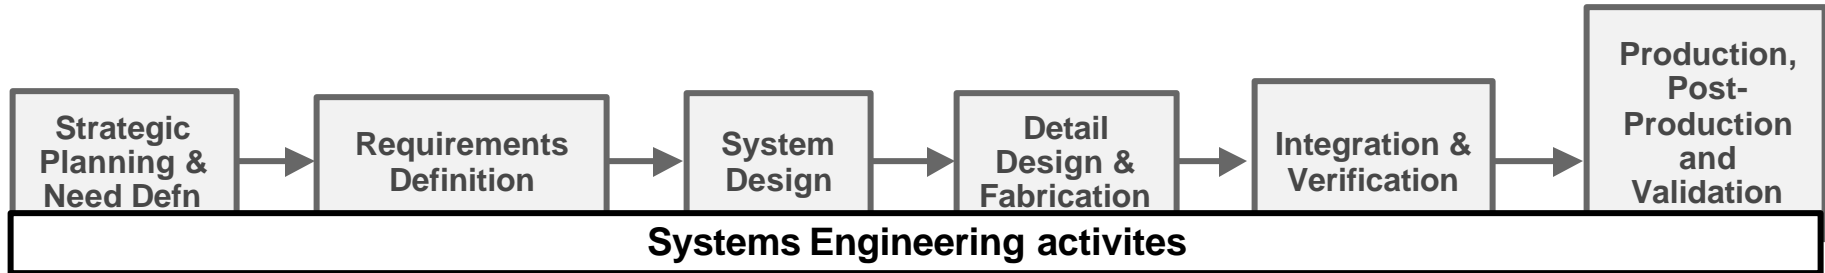 Strategic
Planning &
Need Defn
Requirements
Definition
System
Design
Detail
Design &
Fabrication
Integration &
Verification
Production,
Post-
Production
and
Validation
Systems Engineering activites